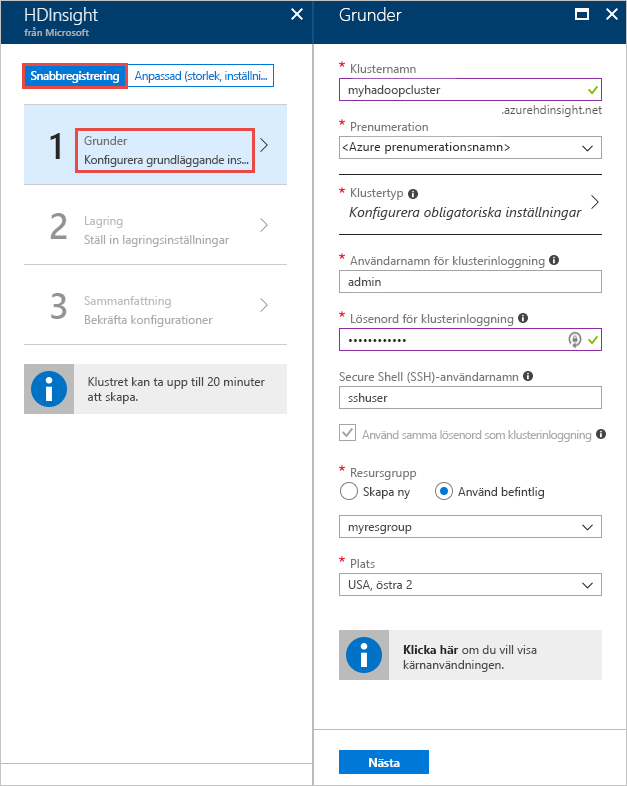 HDInsight
från Microsoft
Snabbregistrering
Anpassad (storlek, inställni...
1
Grunder
Konfigurera grundläggande ins...
2
Lagring
Ställ in lagringsinställningar
3
Sammanfattning
Bekräfta konfigurationer
Klustret kan ta upp till 20 minuter
att skapa.
Grunder
* Klusternamn
myhadoopcluster
.azurehdinsight.net
* Prenumeration
<Azure prenumerationsnamn>
* Klustertyp
Konfigurera obligatoriska inställningar
* Användarnamn för klusterinloggning
admin
* Lösenord för klusterinloggning
••••••••••••
Secure Shell (SSH)-användarnamn
sshuser
Använd samma lösenord som klusterinloggning
* Resursgrupp
Skapa ny
Använd befintlig
myresgroup
* Plats
USA, östra 2
Klicka här om du vill visa
kärnanvändningen.
Nästa